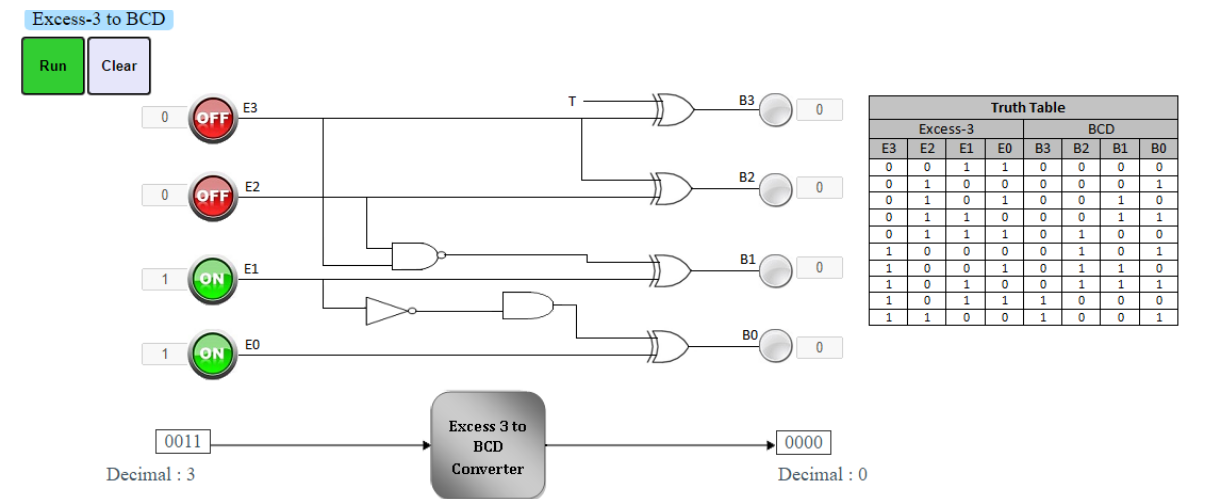 Excess-3 to BCD
Run Clear
0 OFF E3 T B3 0
0 OFF E2 B2 0
1 ON E1 B1 0
1 ON E0 B0 0
Truth Table
Excess-3 BCD
E3 E2 E1 E0 B3 B2 B1 B0
0 0 1 1 0 0 0 0
0 1 0 0 0 0 0 1
0 1 0 1 0 0 1 0
0 1 1 0 0 0 1 1
0 1 1 1 0 1 0 0
1 0 0 0 0 1 0 1
1 0 0 1 0 1 1 0
1 0 1 0 0 1 1 1
1 0 1 1 1 0 0 0
1 1 0 0 1 0 0 1
0011
Decimal : 3
Excess 3 to
BCD
Converter
0000
Decimal : 0